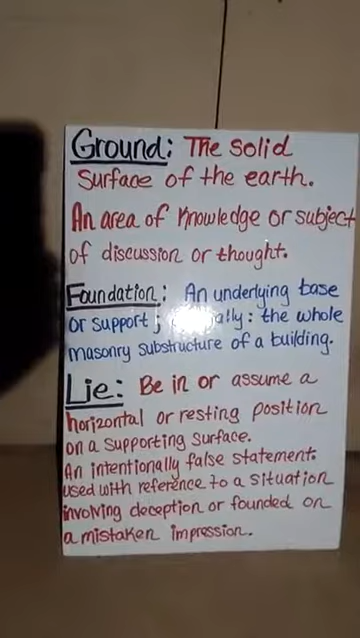 Ground: The solid
surface of the earth.
An area of knowledge or subject
of discussion or thought.
Foundation: An underlying base
or support; : the whole
masonry substructure of a building.
Lie: Be in or assume a
horizontal or resting position
on a supporting surface.
An intentionally false statement.
used with reference to a situation
involving deception or founded on
a mistaken impression.